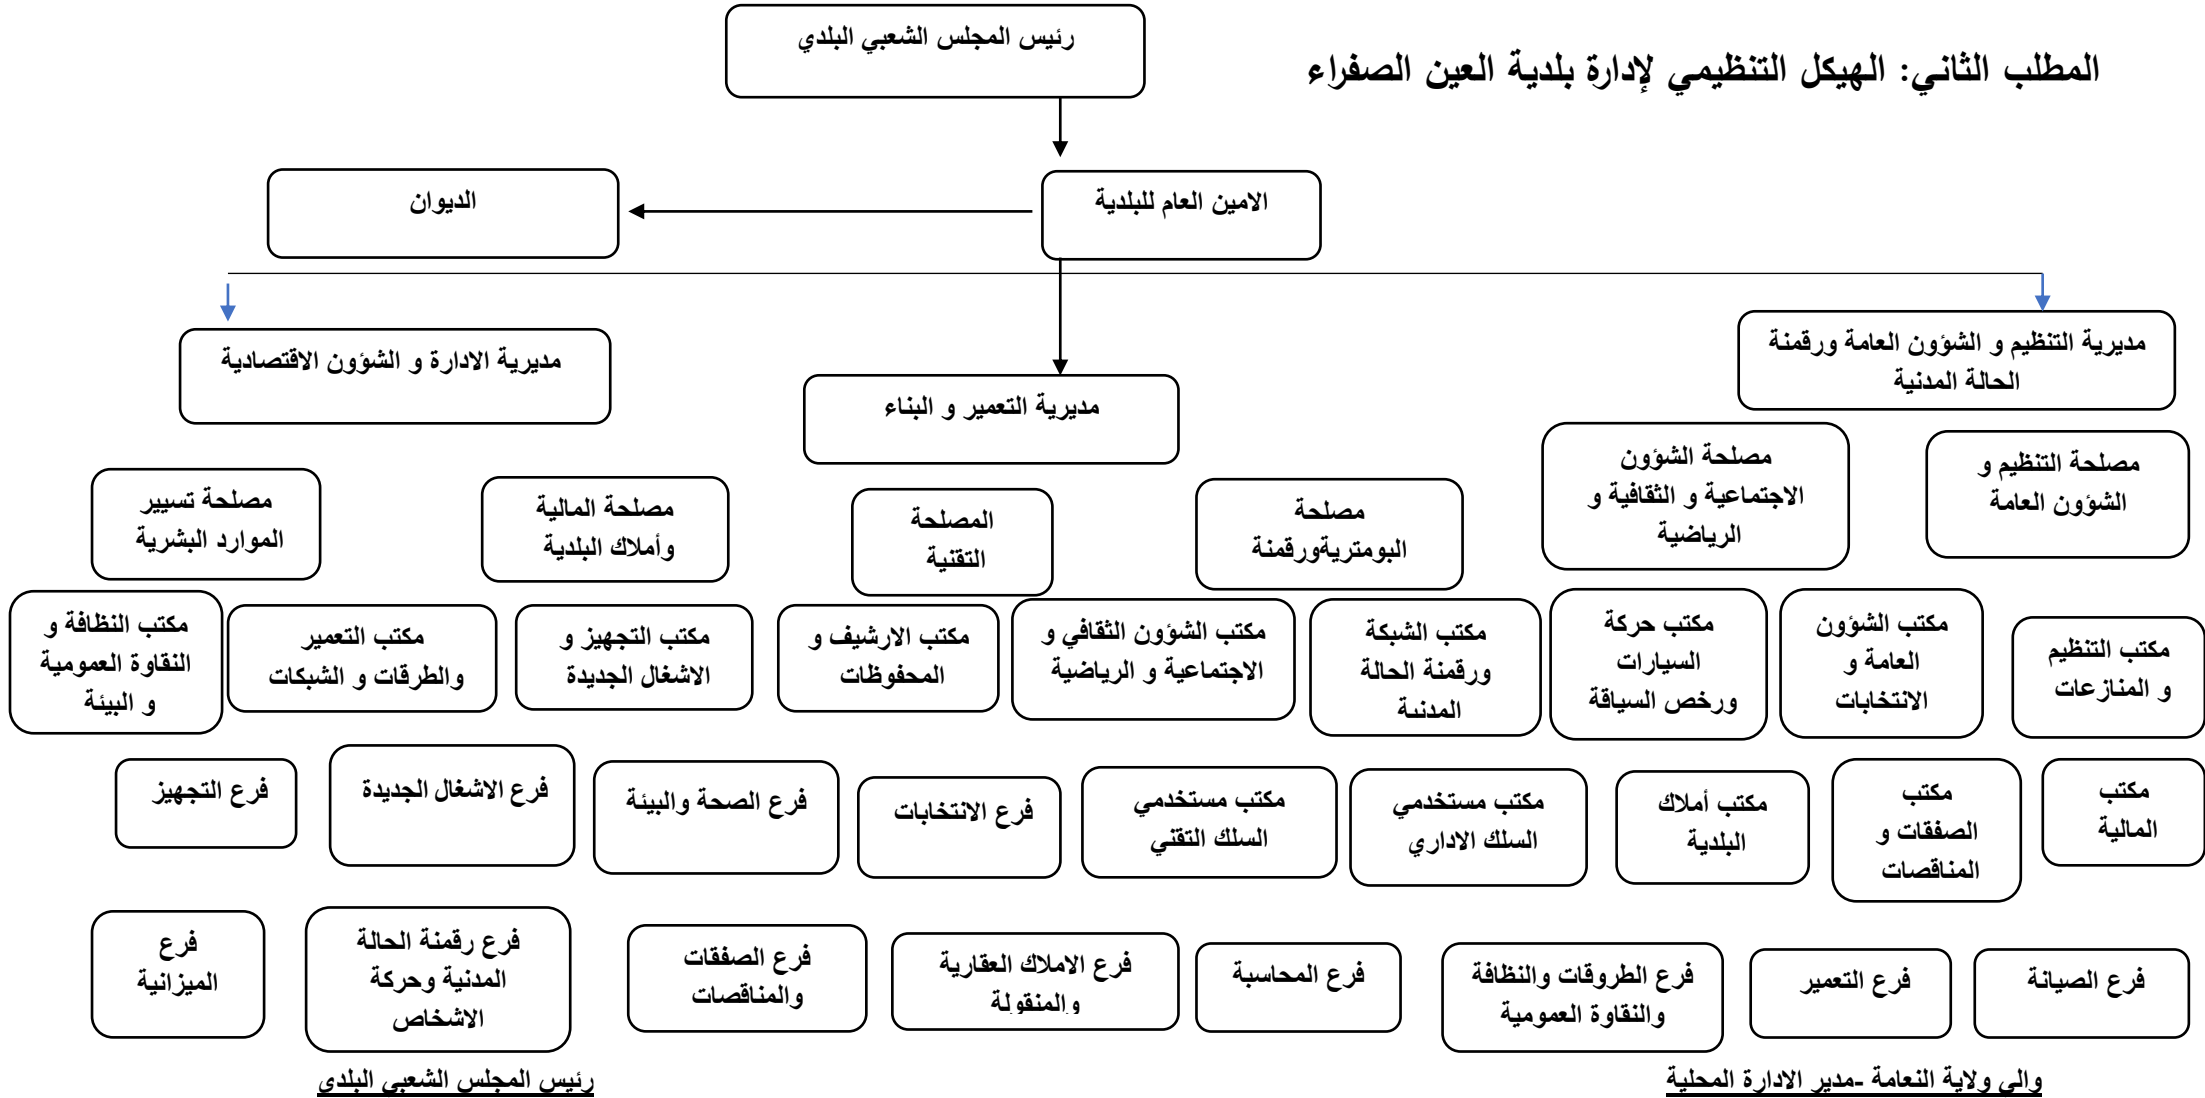 رئيس المجلس الشعبي البلدي
المطلب الثاني: الهيكل التنظيمي لإدارة بلدية العين الصفراء
الامين العام للبلدية
الديوان
مديرية التنظيم و الشؤون العامة ورقمنة
الحالة المدنية
مديرية التعمير و البناء
مديرية الادارة و الشؤون الاقتصادية
مصلحة التنظيم و
الشؤون العامة
مصلحة الشؤون
الاجتماعية و الثقافية و
الرياضية
مصلحة
البومتريةورقمنة
المصلحة
التقنية
مصلحة المالية
وأملاك البلدية
مصلحة تسيير
الموارد البشرية
مكتب التنظيم
و المنازعات
مكتب الشؤون
العامة و
الانتخابات
مكتب حركة
السيارات
ورخص السياقة
مكتب الشبكة
ورقمنة الحالة
المدنية
مكتب الشؤون الثقافي و
الاجتماعية و الرياضية
مكتب الارشيف و
المحفوظات
مكتب التجهيز و
الاشغال الجديدة
مكتب التعمير
والطرقات و الشبكات
مكتب النظافة و
النقاوة العمومية
و البيئة
مكتب
المالية
مكتب
الصفقات و
المناقصات
مكتب أملاك
البلدية
مكتب مستخدمي
السلك الاداري
مكتب مستخدمي
السلك التقني
فرع الانتخابات
فرع الصحة والبيئة
فرع الاشغال الجديدة
فرع التجهيز
فرع الصيانة
فرع التعمير
فرع الطروقات والنظافة
والنقاوة العمومية
فرع المحاسبة
فرع الاملاك العقارية
والمنقولة
فرع الصفقات
والمناقصات
فرع رقمنة الحالة
المدنية وحركة
الاشخاص
فرع
الميزانية
والي ولاية النعامة -مدير الادارة المحلية
رئيس المجلس الشعبي البلدي